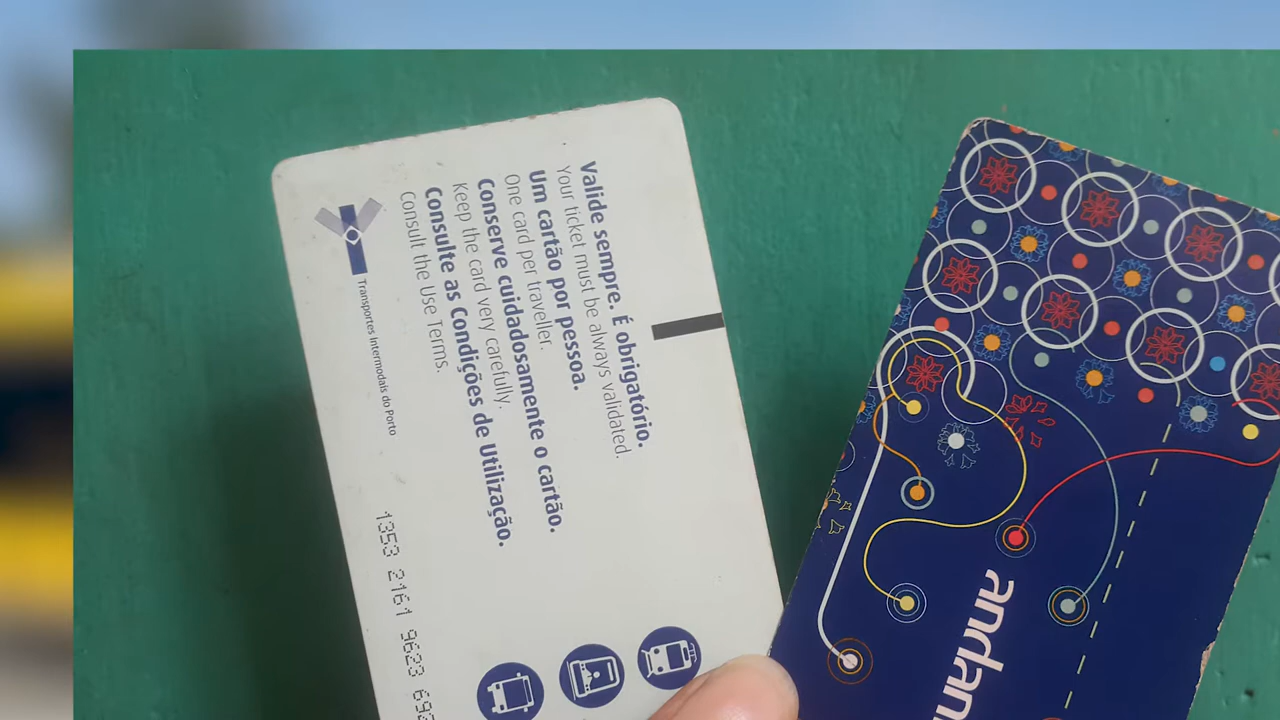 Valide sempre. É obrigatório.
Your ticket must be always validated.
Um cartão por pessoa.
One card per traveller.
Conserve cuidadosamente o cartão.
Keep the card very carefully.
Consulte as Condições de Utilização.
Consult the Use Terms.
Transportes Intermodais do Porto
1353 2161 9623